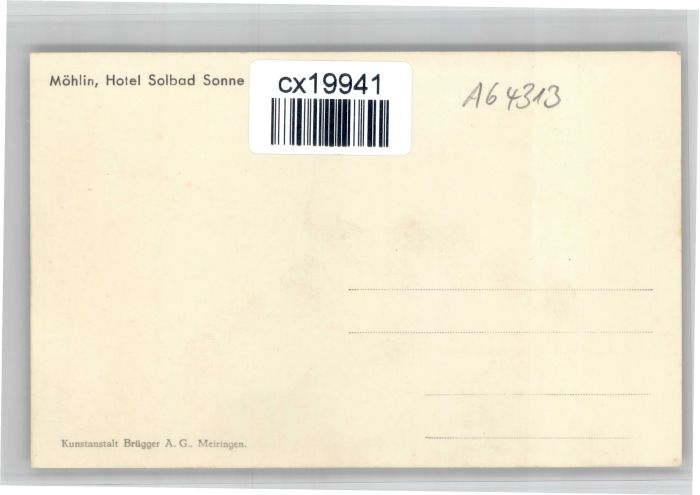 Möhlin, Hotel Solbad Sonne
cx19941
A64313
Kunstanstalt Brügger A. G., Meiringen.